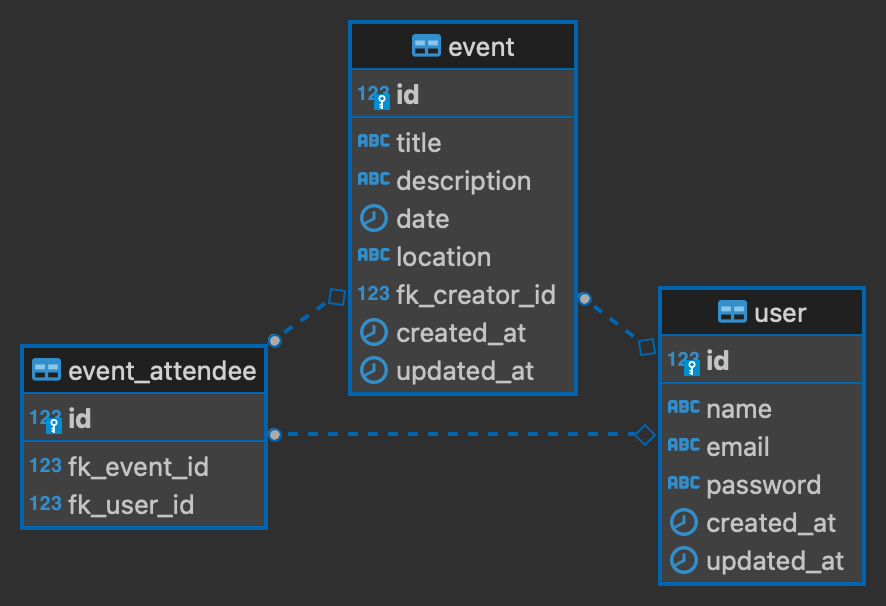 event
123 id
ABC title
ABC description
date
ABC location
123 fk_creator_id
created_at
updated_at
user
123 id
ABC name
ABC email
ABC password
created_at
updated_at
event_attendee
123 id
123 fk_event_id
123 fk_user_id